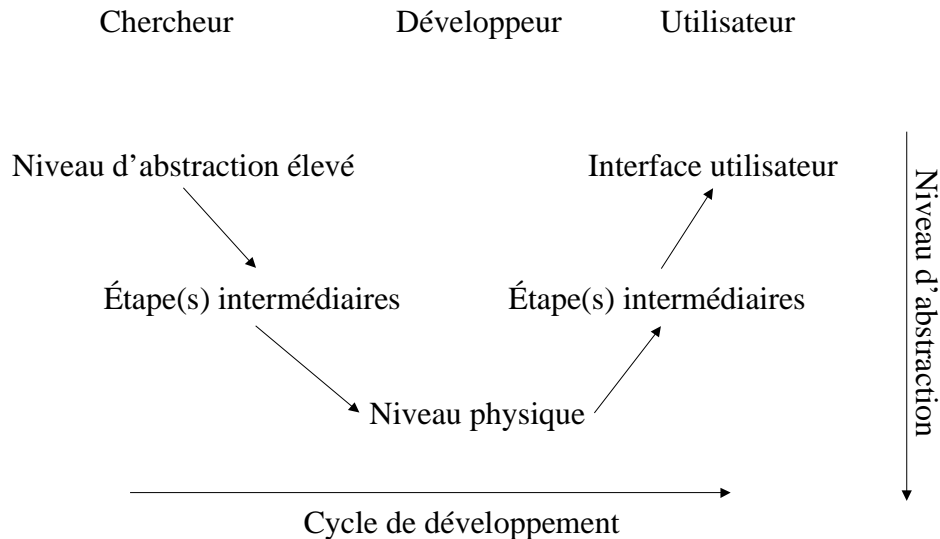 Chercheur
Développeur
Utilisateur
Niveau d’abstraction élevé
Interface utilisateur
Étape(s) intermédiaires
Étape(s) intermédiaires
Niveau physique
Niveau d’abstraction
Cycle de développement